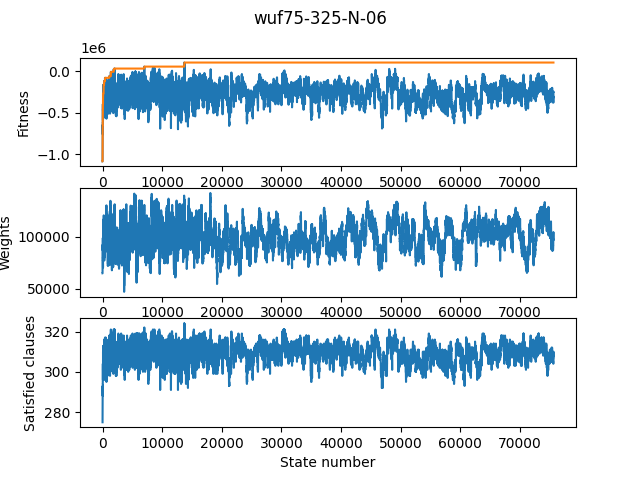 wuf75-325-N-06
1e6
0.0
−0.5
−1.0
Fitness
0 10000 20000 30000 40000 50000 60000 70000
100000
50000
Weights
0 10000 20000 30000 40000 50000 60000 70000
320
300
280
Satisfied clauses
0 10000 20000 30000 40000 50000 60000 70000
State number